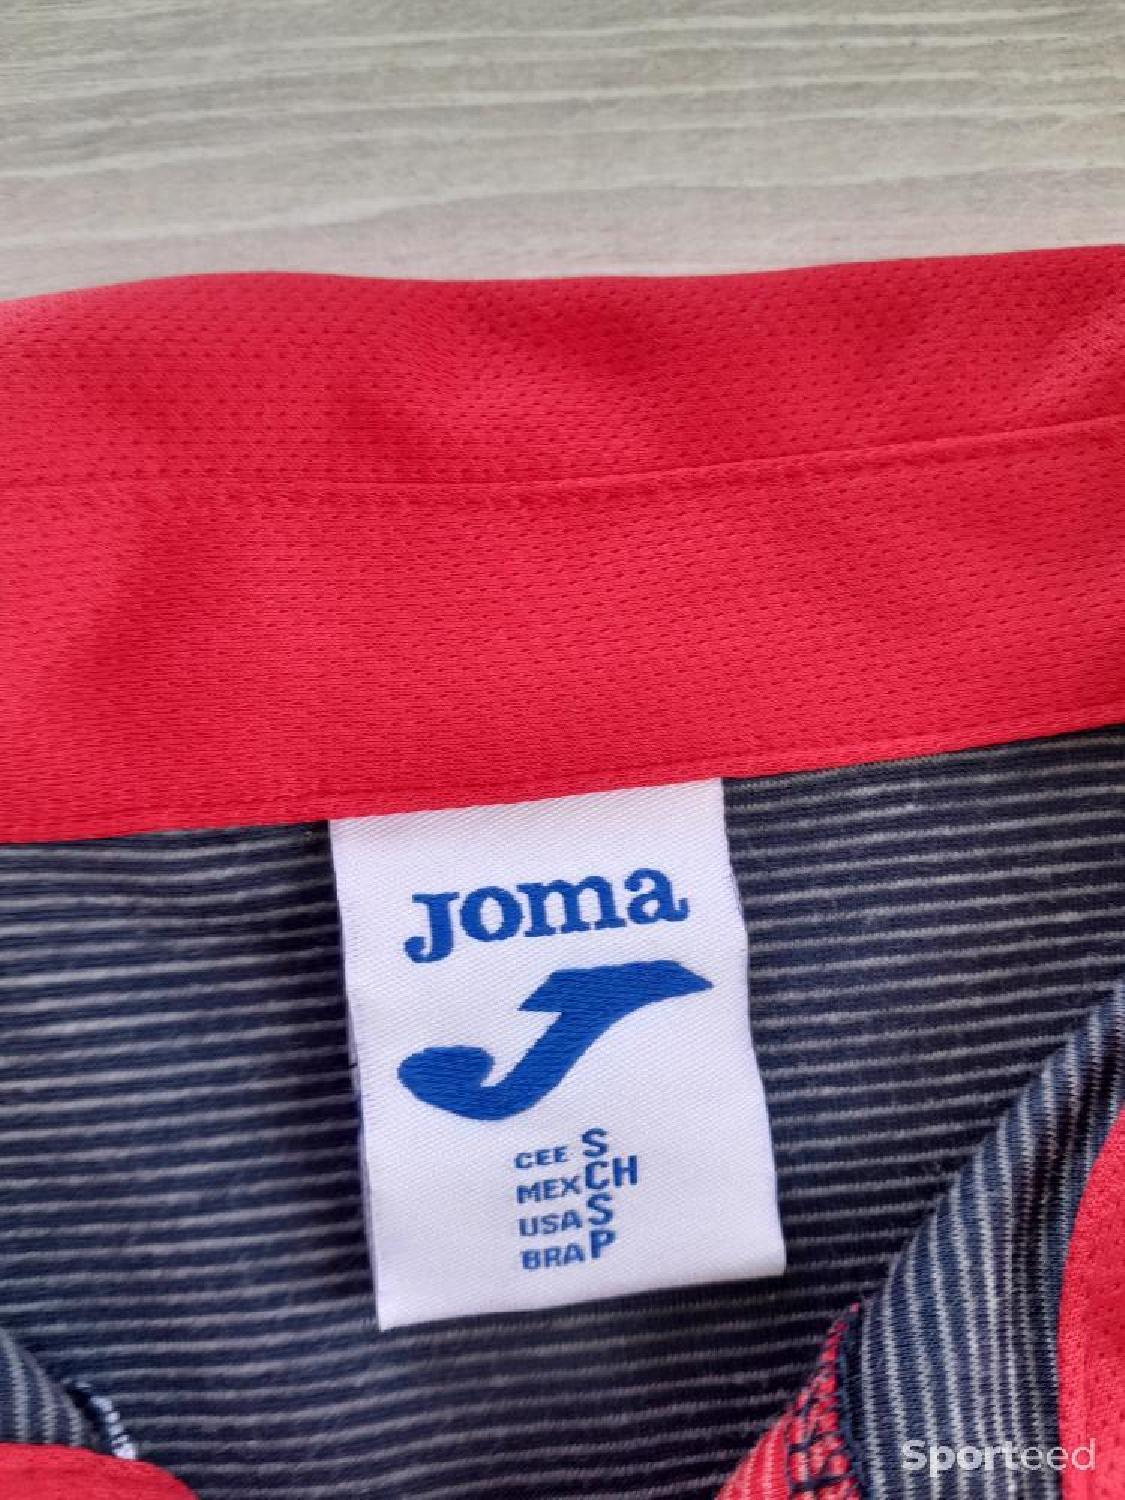 Joma
CEE S
MEX CH
USA S
BRA P
Sporteed